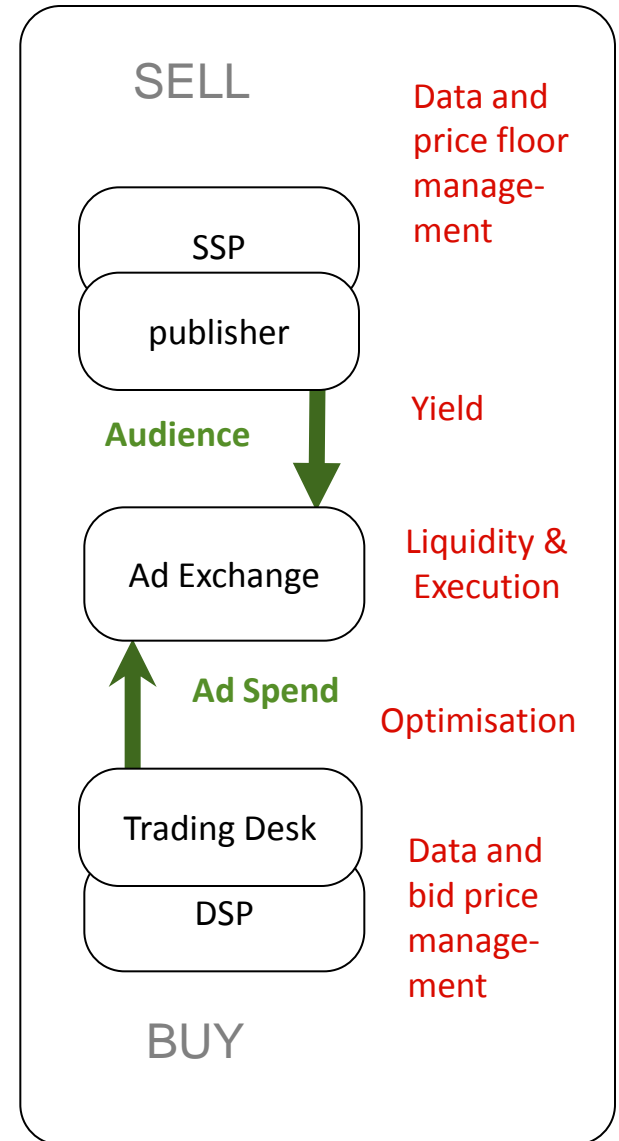 SELL
Data and
price floor
manage-
ment
SSP
publisher
Yield
Audience
Liquidity &
Execution
Ad Exchange
Ad Spend
Optimisation
Trading Desk
Data and
bid price
manage-
ment
DSP
BUY